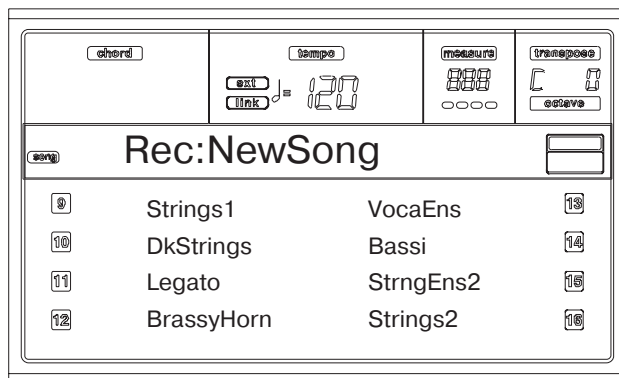 chord tempo measure transpose
ext ♩= 120 888 C 0
link octave
song Rec:NewSong
9 Strings1 VocaEns 13
10 DkStrings Bassi 14
11 Legato StrngEns2 15
12 BrassyHorn Strings2 16